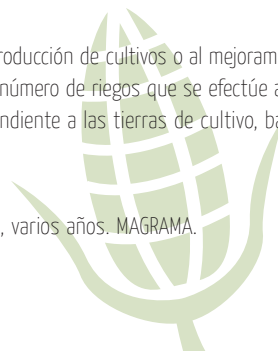 roducción de cultivos o al mejoram
número de riegos que se efectúe a
ndiente a las tierras de cultivo, ba
, varios años. MAGRAMA.